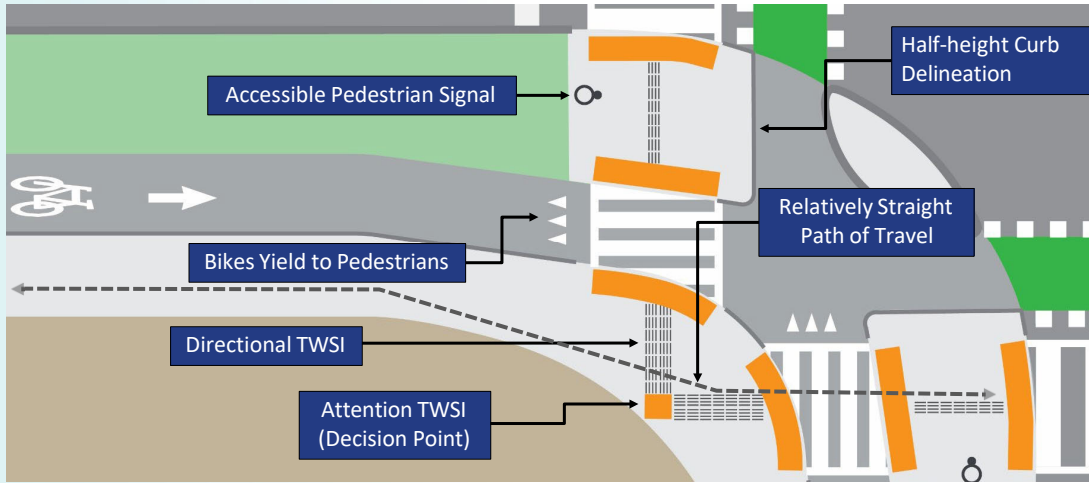 Half-height Curb
Delineation
Accessible Pedestrian Signal
Relatively Straight
Path of Travel
Bikes Yield to Pedestrians
Directional TWSI
Attention TWSI
(Decision Point)